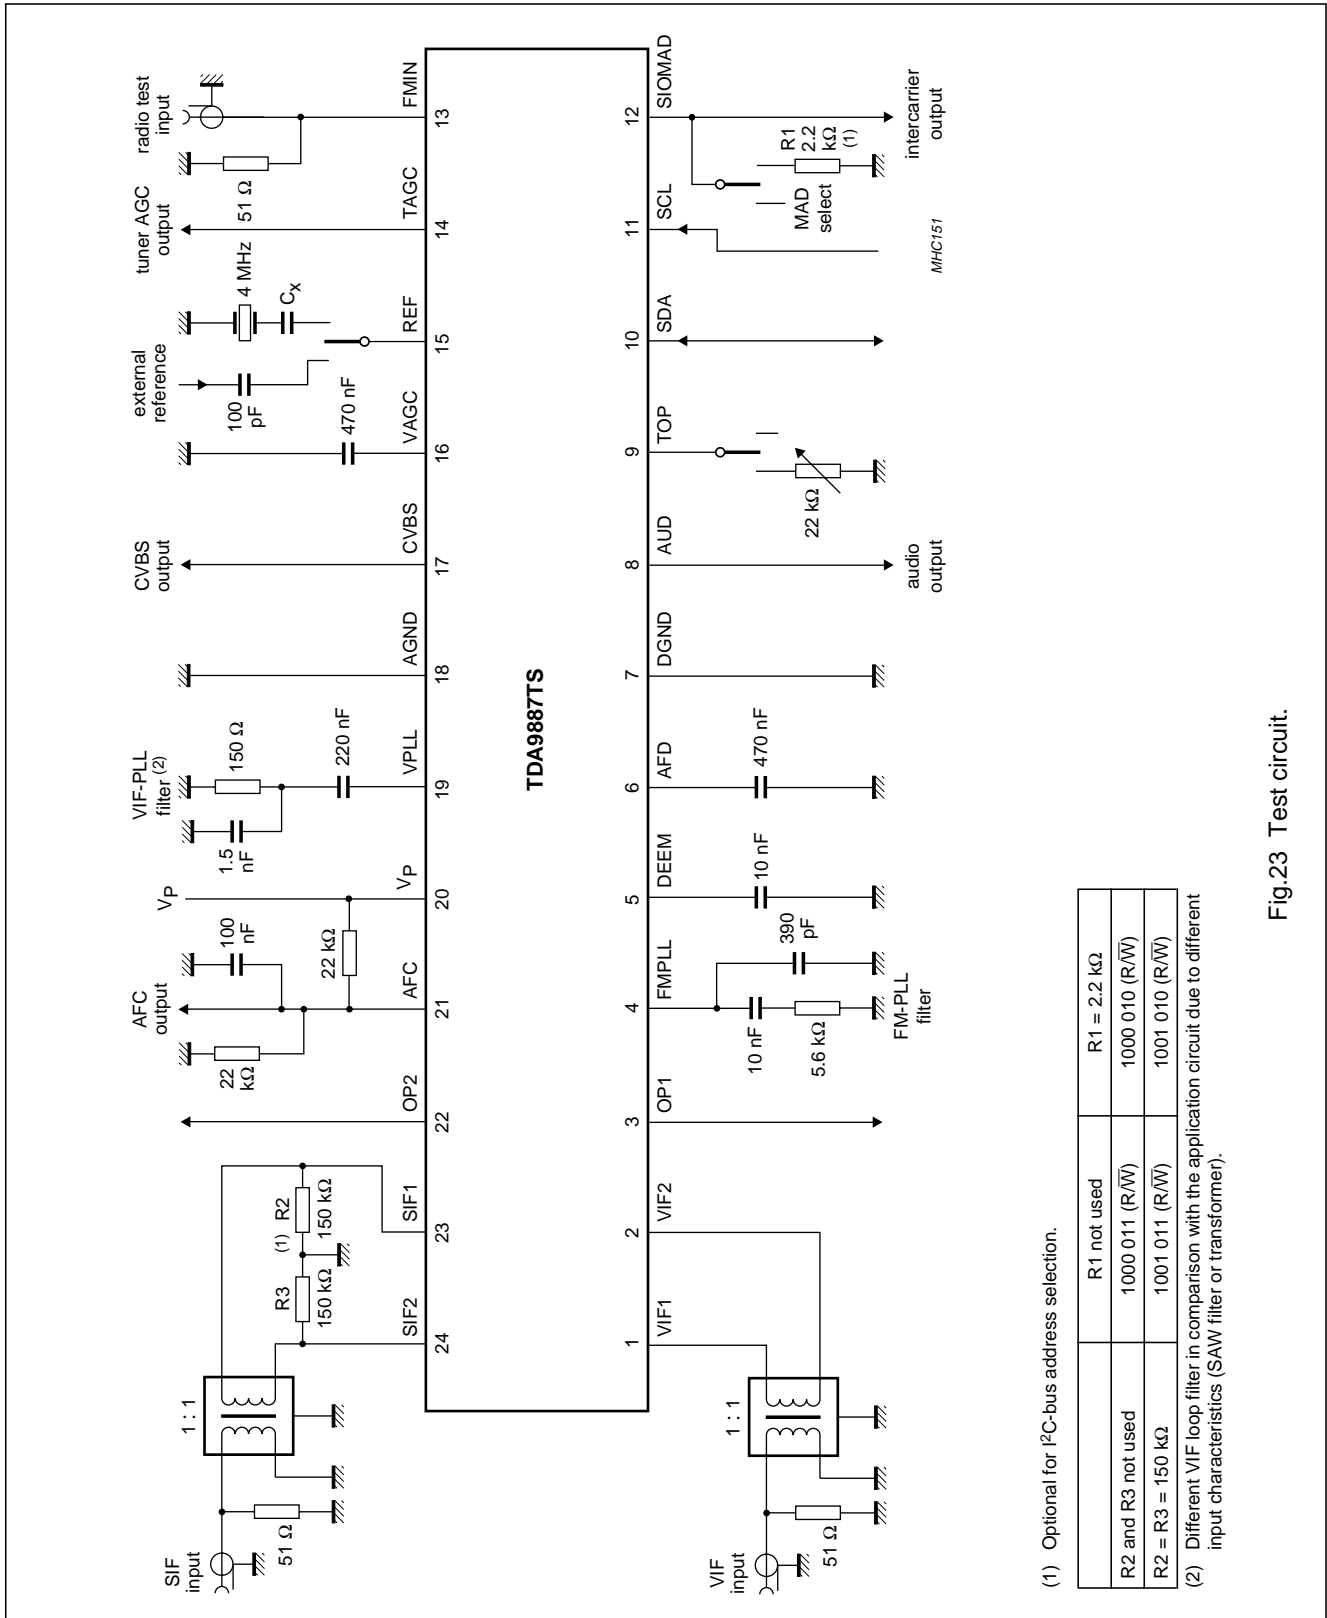 SIF
input
51 Ω
1 : 1
R3
150 kΩ
(1) R2
150 kΩ
AFC
output
22
kΩ
100
nF
VP
22 kΩ
VIF-PLL
filter (2)
1.5
nF
150 Ω
220 nF
CVBS
output
470 nF
external
reference
100
pF
4 MHz
CX
tuner AGC
output
radio test
input
51 Ω
SIF2
SIF1
OP2
AFC
VP
VPLL
AGND
CVBS
VAGC
REF
TAGC
FMIN
24
23
22
21
20
19
18
17
16
15
14
13
TDA9887TS
1
2
3
4
5
6
7
8
9
10
11
12
VIF1
VIF2
OP1
FMPLL
DEEM
AFD
DGND
AUD
TOP
SDA
SCL
SIOMAD
VIF
input
51 Ω
1 : 1
10 nF
5.6 kΩ
390
pF
FM-PLL
filter
10 nF
470 nF
audio
output
22 kΩ
MAD
select
R1
2.2
kΩ
(1)
intercarrier
output
MHC151
(1) Optional for I²C-bus address selection.
R1 not used R1 = 2.2 kΩ
R2 and R3 not used 1000 011 (R/W̅) 1000 010 (R/W̅)
R2 = R3 = 150 kΩ 1001 011 (R/W̅) 1001 010 (R/W̅)
(2) Different VIF loop filter in comparison with the application circuit due to different
input characteristics (SAW filter or transformer).
Fig.23 Test circuit.